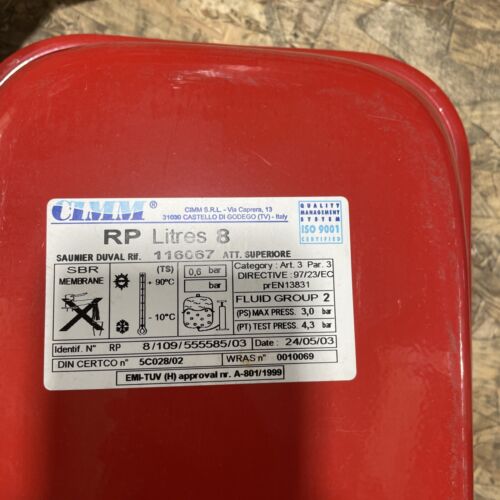 CIMM®
CIMM S.R.L. - Via Caprera, 13
31030 CASTELLO DI GODEGO (TV) - Italy
QUALITY
MANAGEMENT
SYSTEM
ISO 9001
CERTIFIED
RP Litres 8
SAUNIER DUVAL Rif. 116067 ATT. SUPERIORE
SBR
MEMBRANE
(TS)
+ 90°C
- 10°C
0,6 bar
bar
Category: Art. 3 Par. 3
DIRECTIVE: 97/23/EC
prEN13831
FLUID GROUP 2
(PS) MAX PRESS. 3,0 bar
(PT) TEST PRESS. 4,3 bar
Identif. N° RP 8/109/555585/03 Date: 24/05/03
DIN CERTCO n° 5C028/02 WRAS n° 0010069
EMI-TUV (H) approval nr. A-801/1999